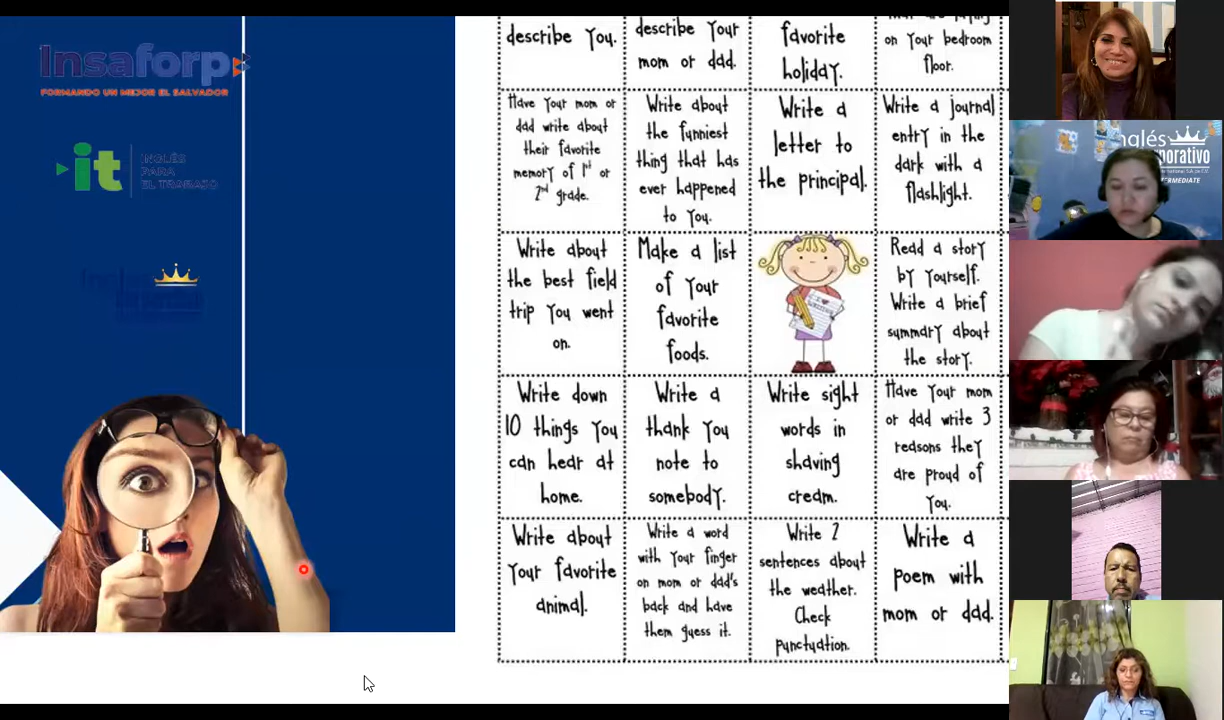 Insaforp
FORMANDO UN MEJOR EL SALVADOR
it
INGLÉS
PARA
EL TRABAJO
describe you.
describe your
mom or dad.
favorite
holiday.
on your bedroom
floor.
Have your mom or
dad write about
their favorite
memory of 1st or
2nd grade.
Write about
the funniest
thing that has
ever happened
to you.
Write a
letter to
the principal.
Write a journal
entry in the
dark with a
flashlight.
Write about
the best field
trip you went
on.
Make a list
of your
favorite
foods.
Read a story
by yourself.
Write a brief
summary about
the story.
Write down
10 things you
can hear at
home.
Write a
thank you
note to
somebody.
Write sight
words in
shaving
cream.
Have your mom
or dad write 3
reasons they
are proud of
you.
Write about
your favorite
animal.
Write a word
with your finger
on mom or dad's
back and have
them guess it.
Write 2
sentences about
the weather.
Check
punctuation.
Write a
poem with
mom or dad.
nglés
porativo